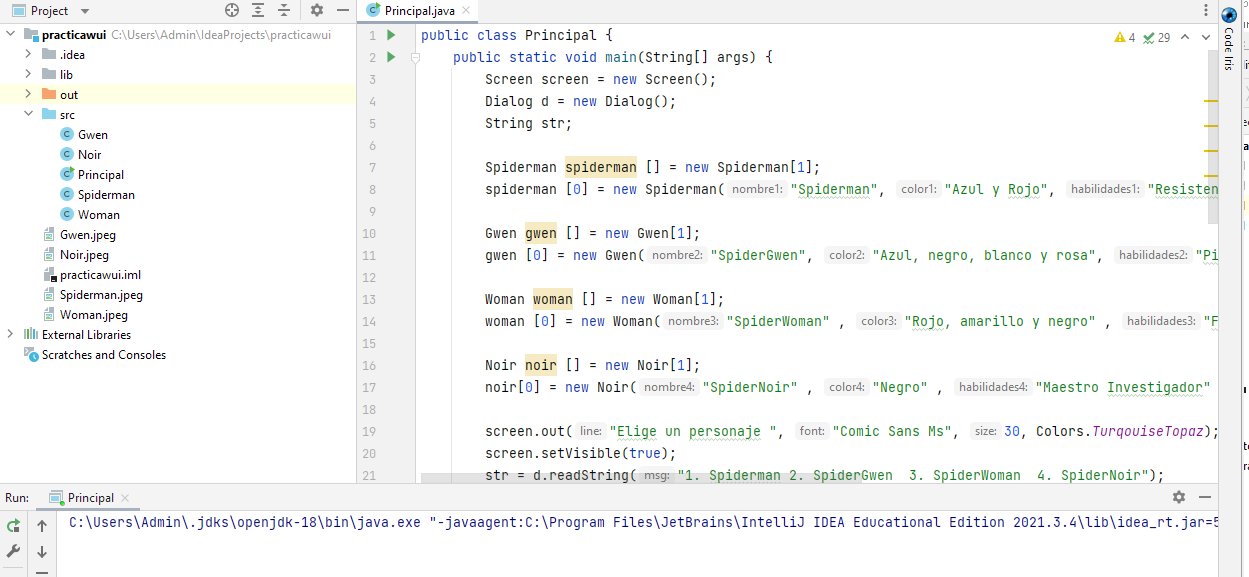 Project
Principal.java
practicawui C:\Users\Admin\IdeaProjects\practicawui
.idea
lib
out
src
Gwen
Noir
Principal
Spiderman
Woman
Gwen.jpeg
Noir.jpeg
practicawui.iml
Spiderman.jpeg
Woman.jpeg
External Libraries
Scratches and Consoles
4 29
1 public class Principal {
2 public static void main(String[] args) {
3 Screen screen = new Screen();
4 Dialog d = new Dialog();
5 String str;
6
7 Spiderman spiderman [] = new Spiderman[1];
8 spiderman [0] = new Spiderman( nombre1: "Spiderman", color1: "Azul y Rojo", habilidades1: "Resisten
9
10 Gwen gwen [] = new Gwen[1];
11 gwen [0] = new Gwen( nombre2: "SpiderGwen", color2: "Azul, negro, blanco y rosa", habilidades2: "Pi
12
13 Woman woman [] = new Woman[1];
14 woman [0] = new Woman( nombre3: "SpiderWoman" , color3: "Rojo, amarillo y negro" , habilidades3: "F
15
16 Noir noir [] = new Noir[1];
17 noir[0] = new Noir( nombre4: "SpiderNoir" , color4: "Negro" , habilidades4: "Maestro Investigador"
18
19 screen.out( line: "Elige un personaje ", font: "Comic Sans Ms", size: 30, Colors.TurqouiseTopaz);
20 screen.setVisible(true);
21 str = d.readString( msg: "1. Spiderman 2. SpiderGwen  3. SpiderWoman  4. SpiderNoir");
Code Iris
Run: Principal
C:\Users\Admin\.jdks\openjdk-18\bin\java.exe "-javaagent:C:\Program Files\JetBrains\IntelliJ IDEA Educational Edition 2021.3.4\lib\idea_rt.jar=5